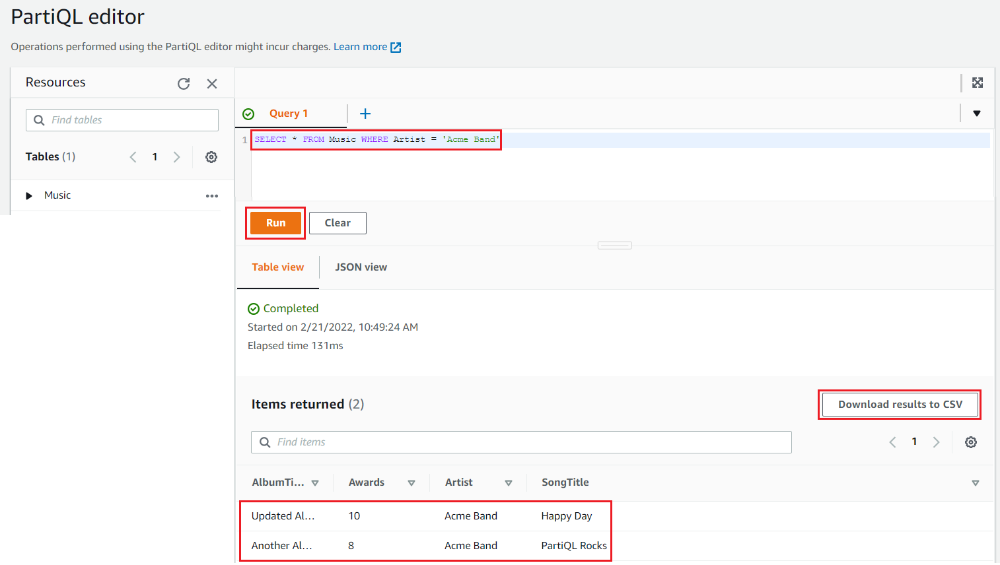 PartiQL editor
Operations performed using the PartiQL editor might incur charges. Learn more
Resources
Find tables
Tables (1)
1
Music
Query 1
1 SELECT * FROM Music WHERE Artist = 'Acme Band'
Run Clear
Table view JSON view
Completed
Started on 2/21/2022, 10:49:24 AM
Elapsed time 131ms
Items returned (2) Download results to CSV
Find items 1
AlbumTi... Awards Artist SongTitle
Updated Al... 10 Acme Band Happy Day
Another Al... 8 Acme Band PartiQL Rocks